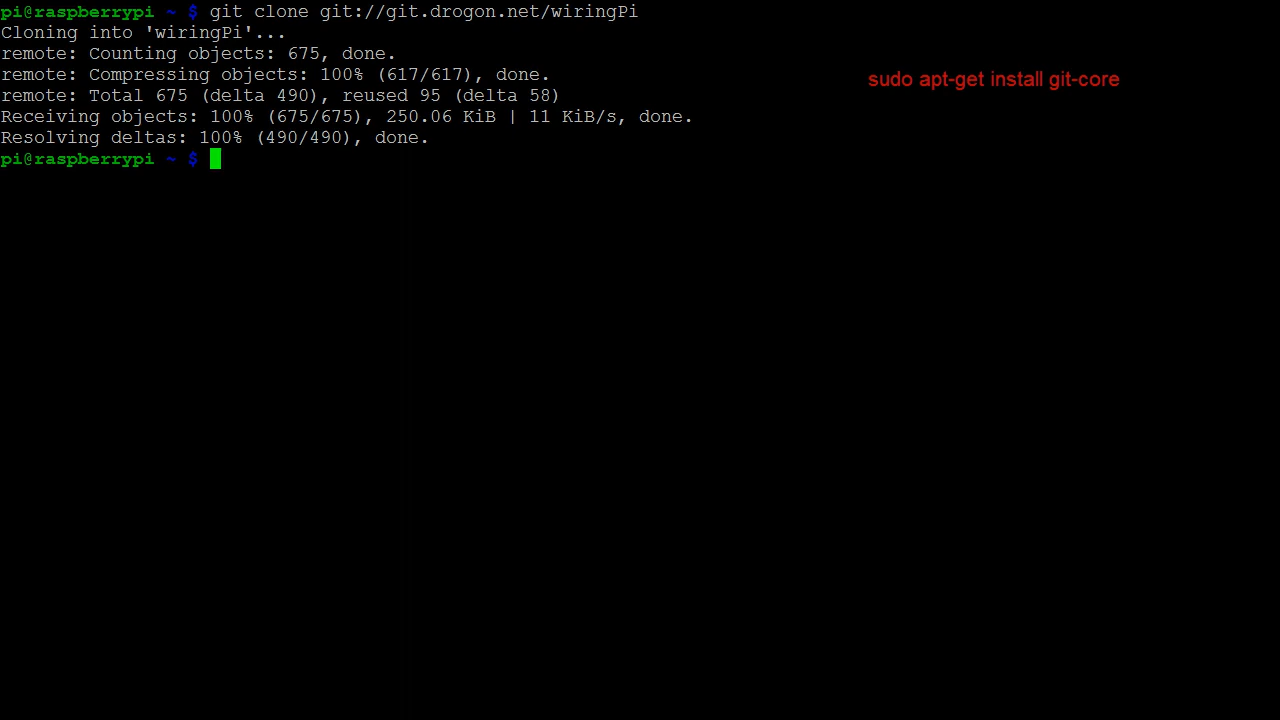 pi@raspberrypi ~ $ git clone git://git.drogon.net/wiringPi
Cloning into 'wiringPi'...
remote: Counting objects: 675, done.
remote: Compressing objects: 100% (617/617), done.
sudo apt-get install git-core
remote: Total 675 (delta 490), reused 95 (delta 58)
Receiving objects: 100% (675/675), 250.06 KiB | 11 KiB/s, done.
Resolving deltas: 100% (490/490), done.
pi@raspberrypi ~ $